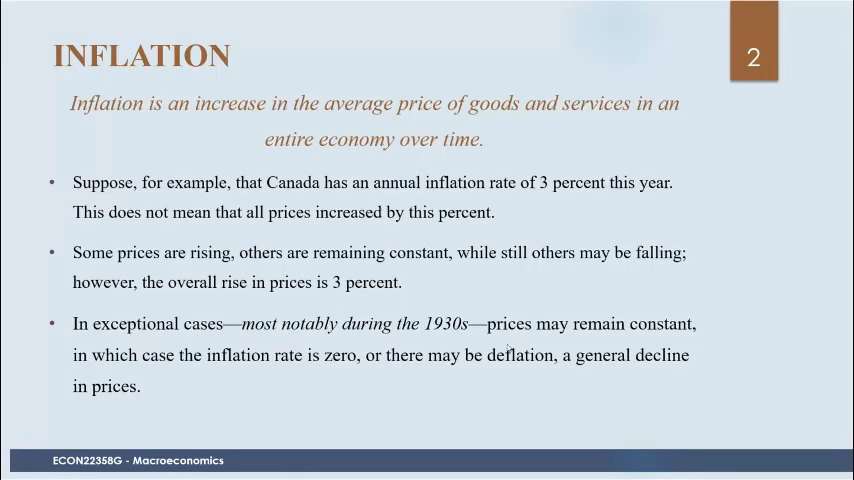 INFLATION
2
Inflation is an increase in the average price of goods and services in an
entire economy over time.
• Suppose, for example, that Canada has an annual inflation rate of 3 percent this year.
This does not mean that all prices increased by this percent.
• Some prices are rising, others are remaining constant, while still others may be falling;
however, the overall rise in prices is 3 percent.
• In exceptional cases—most notably during the 1930s—prices may remain constant,
in which case the inflation rate is zero, or there may be deflation, a general decline
in prices.
ECON22358G - Macroeconomics